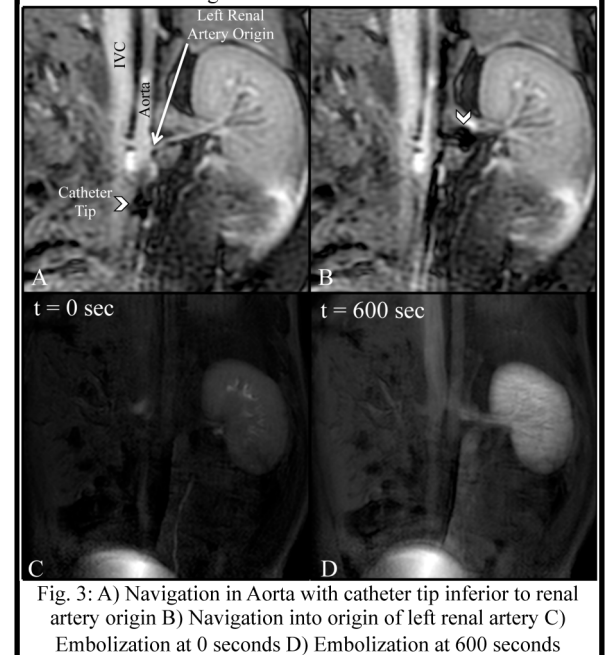 Left Renal
Artery Origin
IVC
Aorta
Catheter
Tip
A
B
t = 0 sec
t = 600 sec
C
D
Fig. 3: A) Navigation in Aorta with catheter tip inferior to renal
artery origin B) Navigation into origin of left renal artery C)
Embolization at 0 seconds D) Embolization at 600 seconds